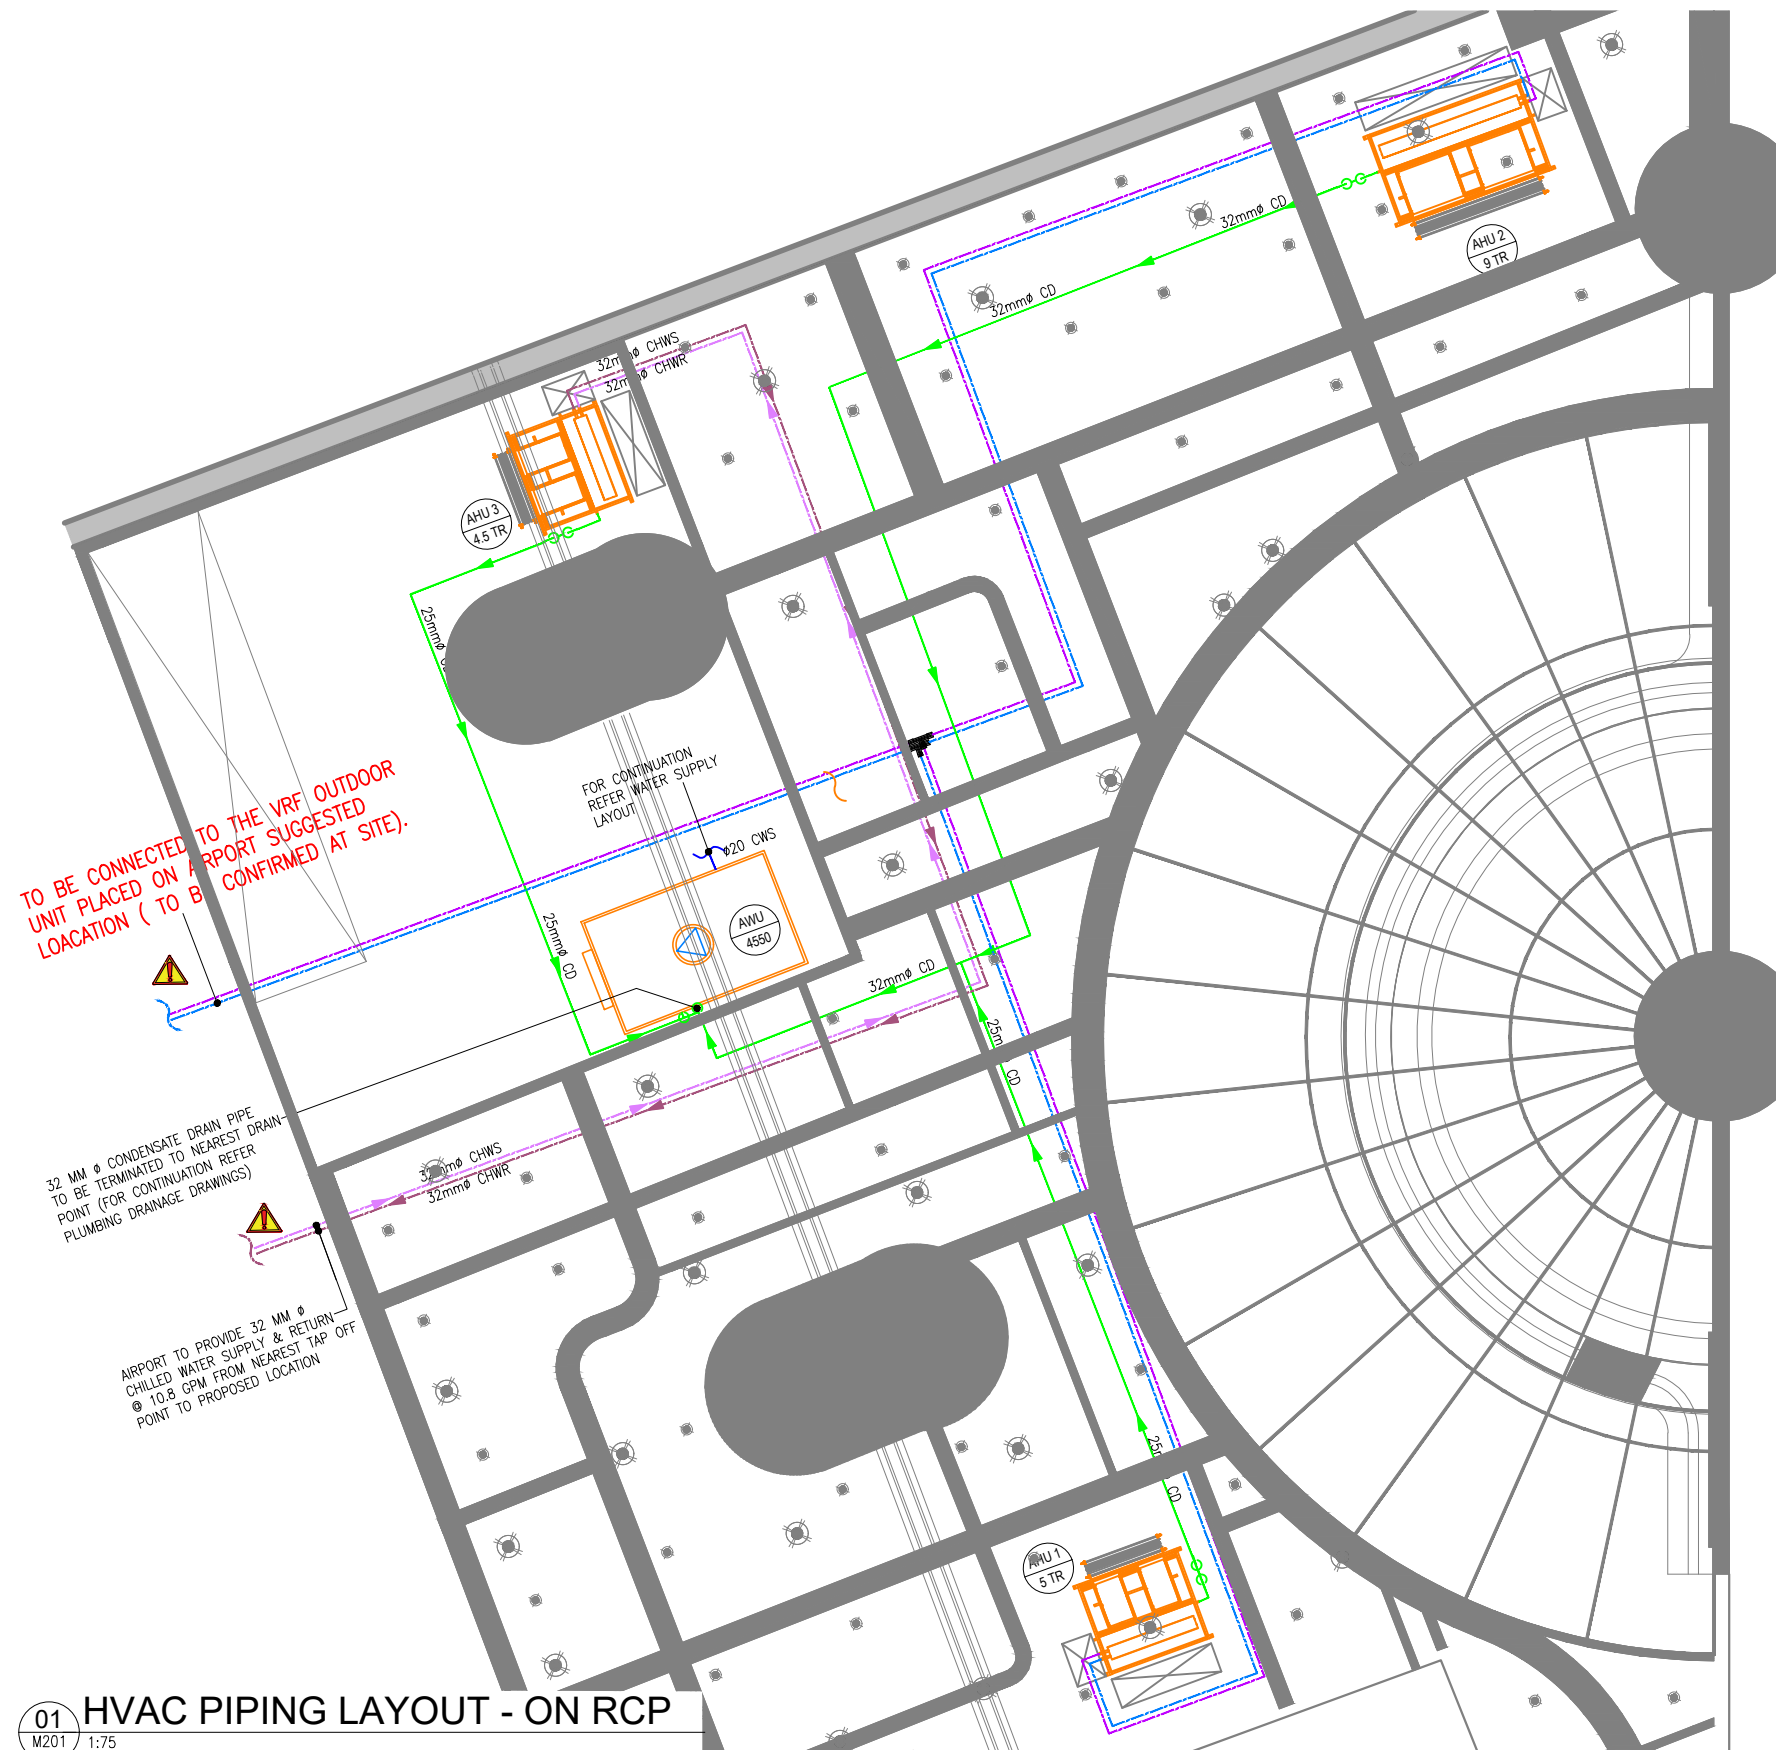 32mmø CD
AHU 2
9 TR
32mmø CD
32mmø CHWS
32mmø CHWR
AHU 3
4.5 TR
25mmø
FOR CONTINUATION
REFER WATER SUPPLY
LAYOUT
TO BE CONNECTED TO THE VRF OUTDOOR
UNIT PLACED ON AIRPORT SUGGESTED
LOACATION ( TO BE CONFIRMED AT SITE).
ø20 CWS
AWU
4550
25mmø CD
32mmø CD
25m CD
32 MM ø CONDENSATE DRAIN PIPE
TO BE TERMINATED TO NEAREST DRAIN
POINT (FOR CONTINUATION REFER
PLUMBING DRAINAGE DRAWINGS)
32mmø CHWS
32mmø CHWR
AIRPORT TO PROVIDE 32 MM ø
CHILLED WATER SUPPLY & RETURN
@ 10.8 GPM FROM NEAREST TAP OFF
POINT TO PROPOSED LOCATION
25m CD
AHU 1
5 TR
01
M201
HVAC PIPING LAYOUT - ON RCP
1:75